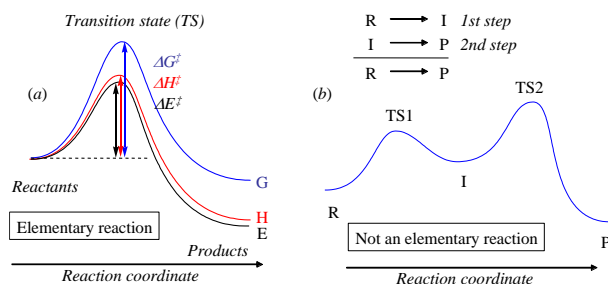 Transition state (TS)
(a)
ΔG‡
ΔH‡
ΔE‡
Reactants
G
H
E
Elementary reaction
Products
Reaction coordinate
R → I 1st step
I → P 2nd step
R → P
(b)
TS1
TS2
I
R
P
Not an elementary reaction
Reaction coordinate